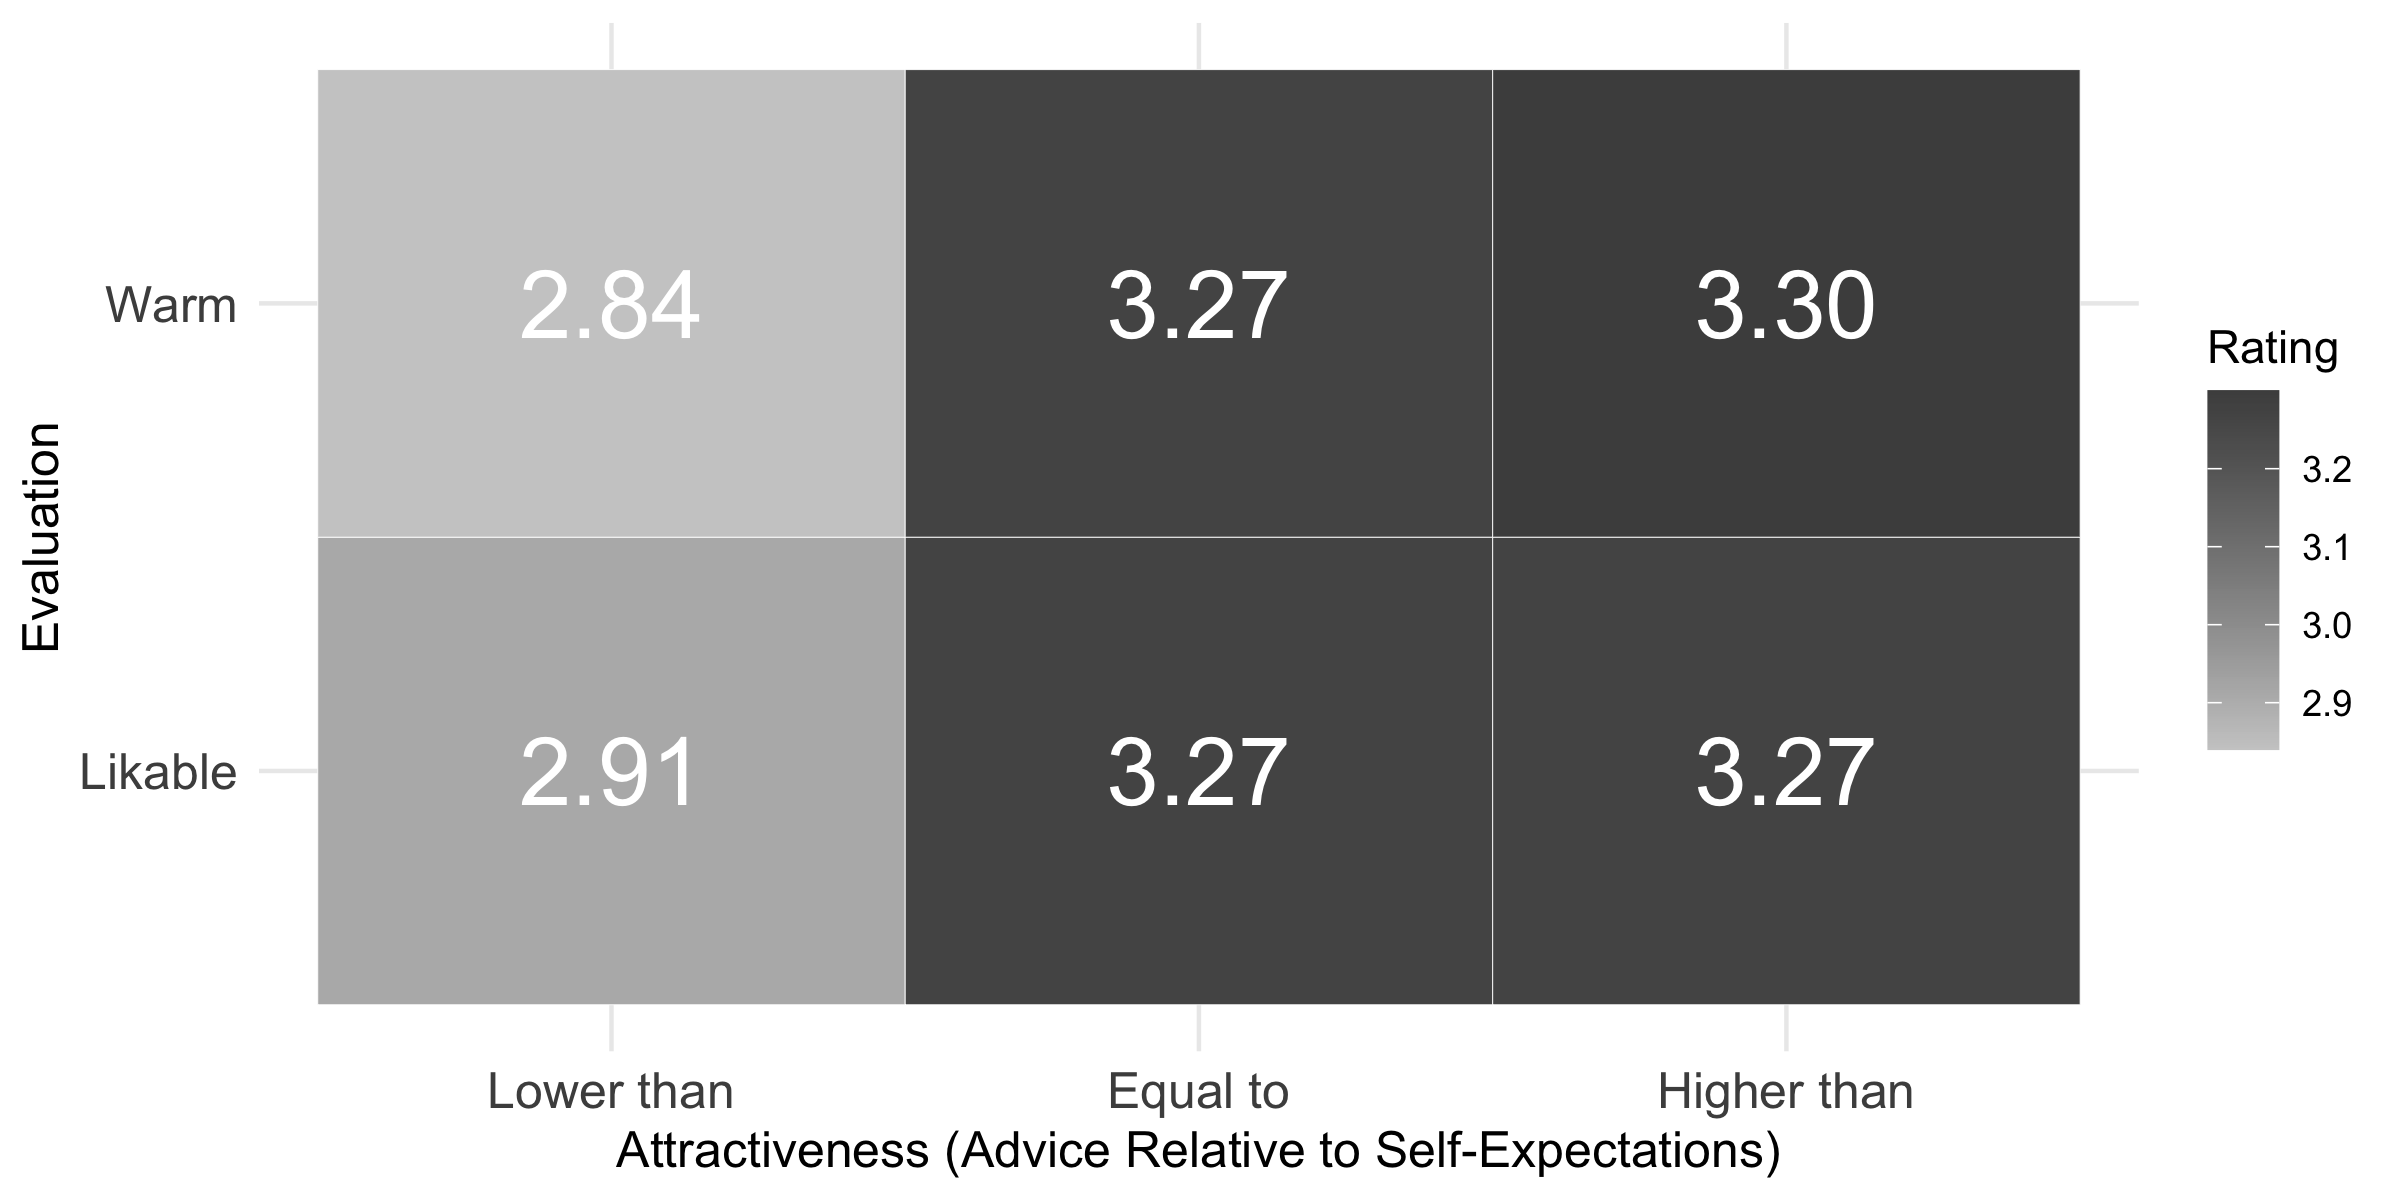 Evaluation
Warm
2.84 3.27 3.30
Likable
2.91 3.27 3.27
Lower than Equal to Higher than
Attractiveness (Advice Relative to Self-Expectations)
Rating
3.2
3.1
3.0
2.9